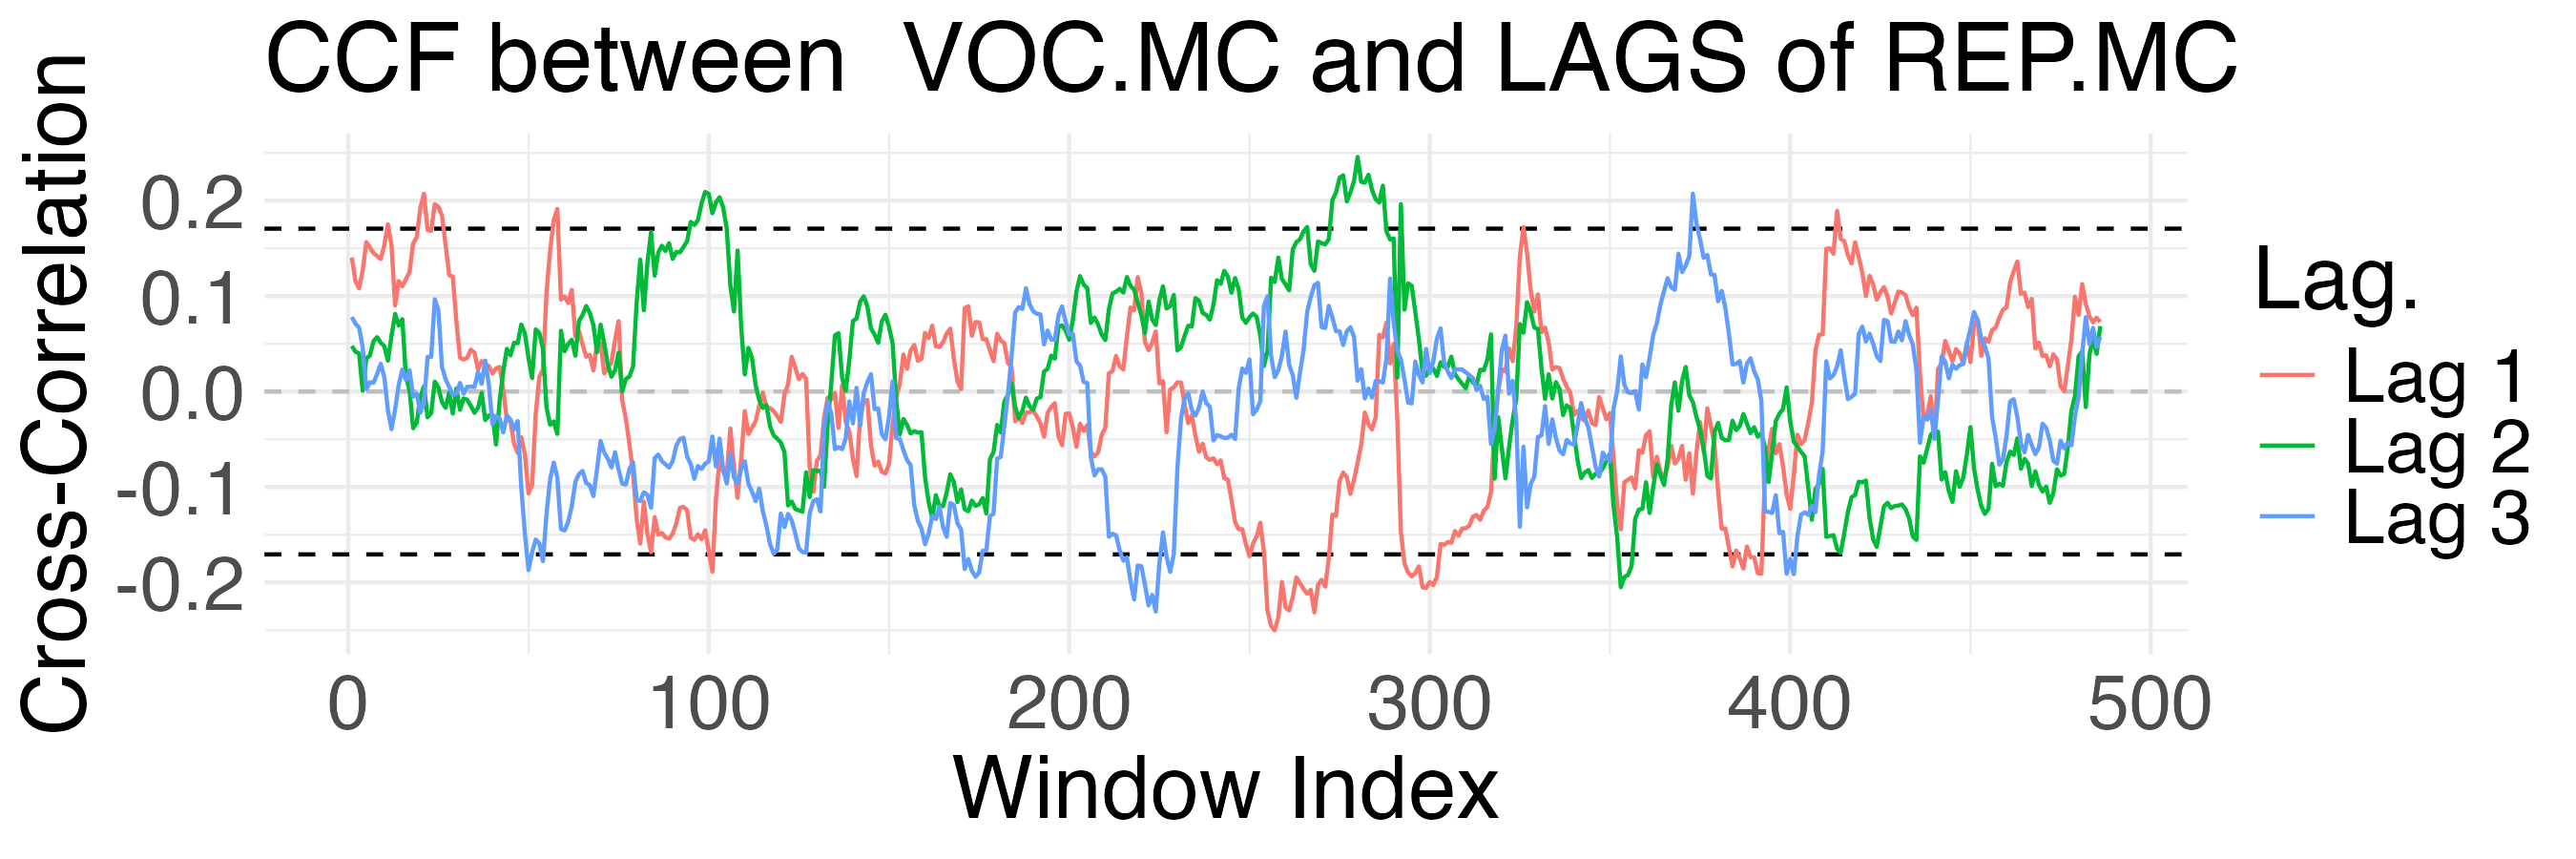 CCF between  VOC.MC and LAGS of REP.MC
Cross-Correlation
0.2
0.1
0.0
-0.1
-0.2
0 100 200 300 400 500
Window Index
Lag.
Lag 1
Lag 2
Lag 3